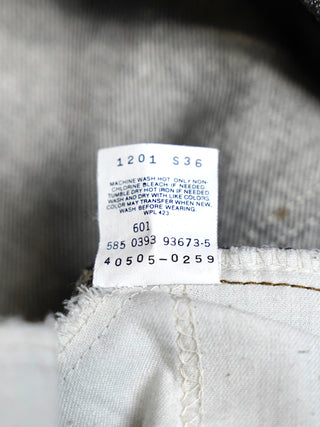 1201 S36
MACHINE WASH HOT. ONLY NON-
CHLORINE BLEACH IF NEEDED.
TUMBLE DRY HOT IRON IF NEEDED.
WASH AND DRY WITH LIKE COLORS.
COLOR MAY TRANSFER WHEN NEW,
WASH BEFORE WEARING.
WPL 423
601
585 0393 93673-5
40505-0259